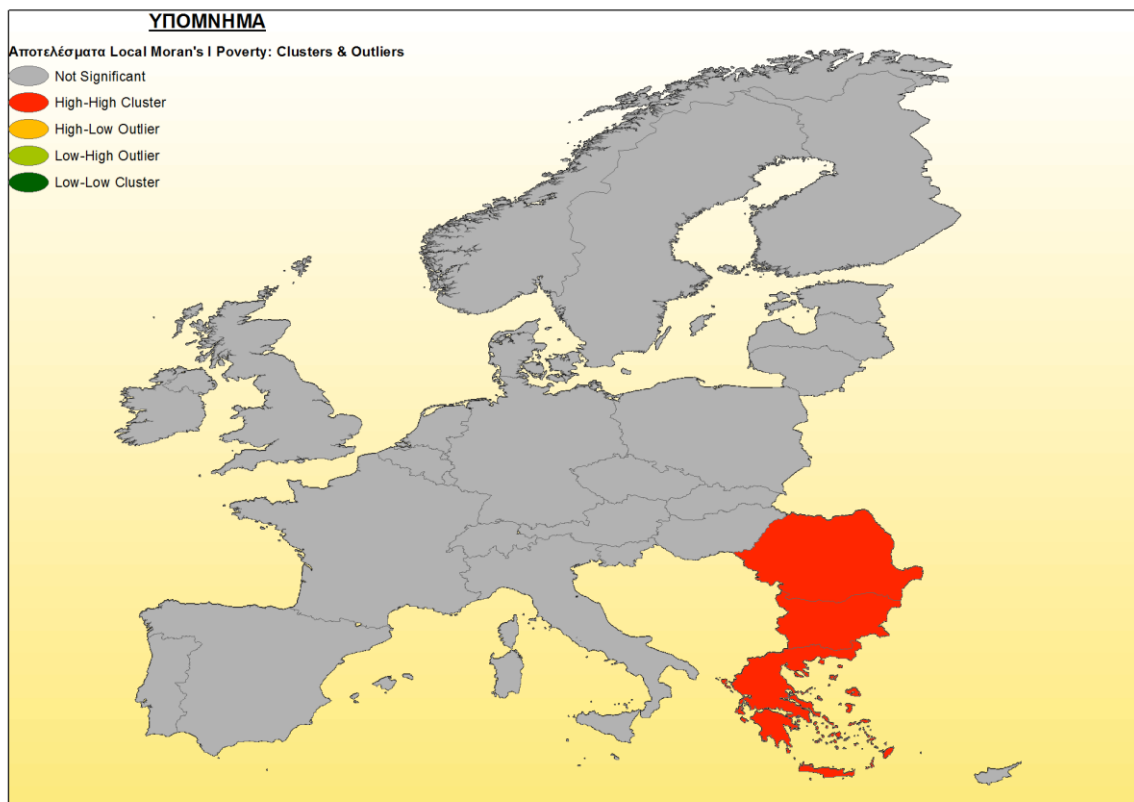 ΥΠΟΜΝΗΜΑ
Αποτελέσματα Local Moran's I Poverty: Clusters & Outliers
Not Significant
High-High Cluster
High-Low Outlier
Low-High Outlier
Low-Low Cluster